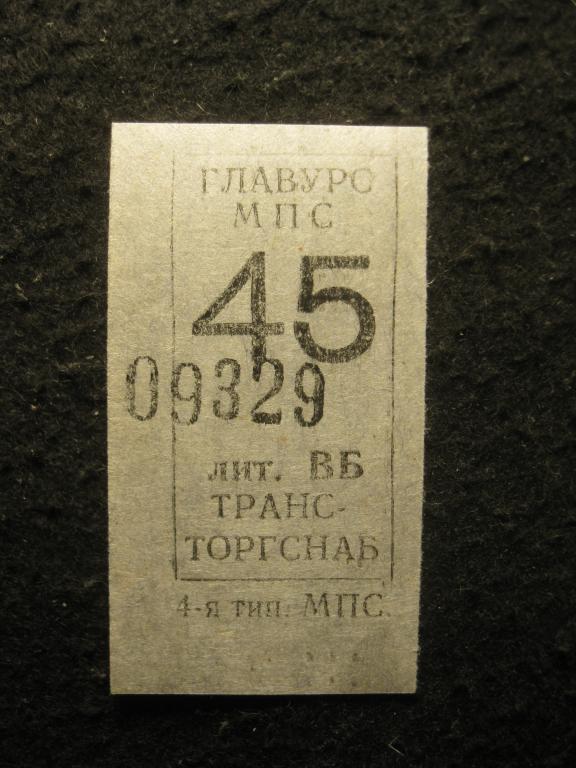 ГЛАВУРС
МПС
45
09329
лит. ВБ
ТРАНС-
ТОРГСНАБ
4-я тип. МПС.